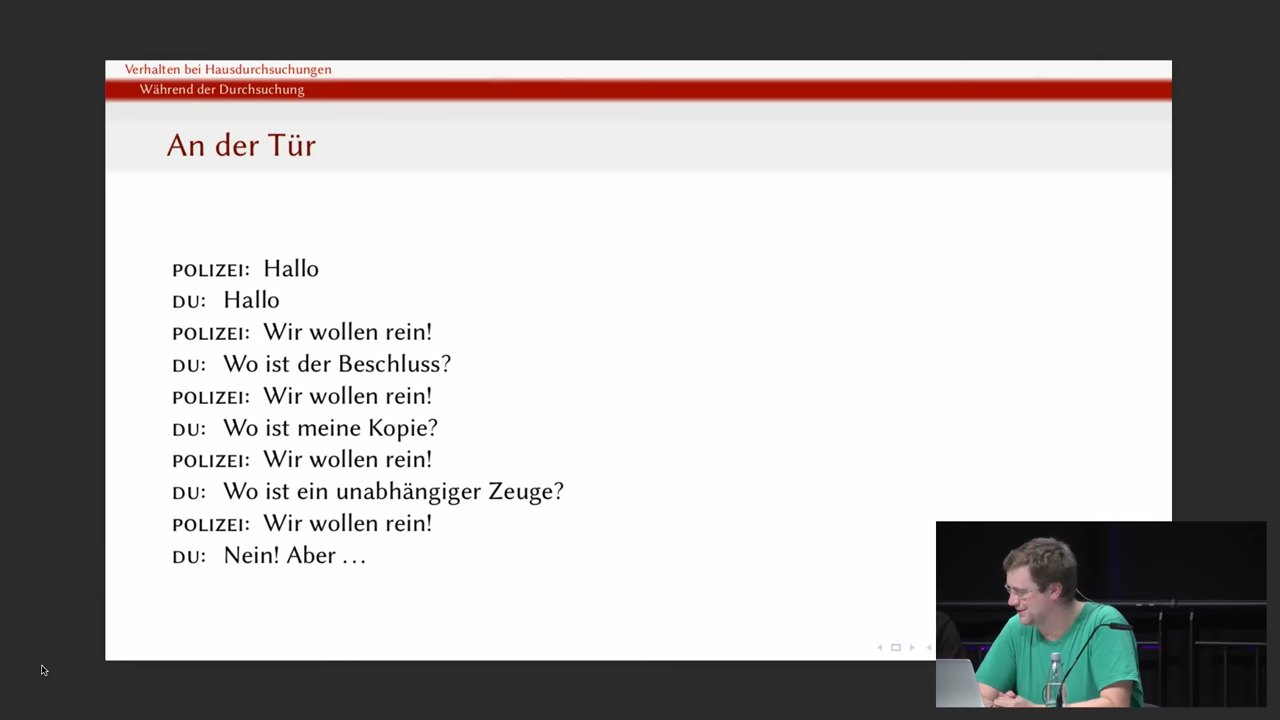 Verhalten bei Hausdurchsuchungen
Während der Durchsuchung
An der Tür
POLIZEI: Hallo
DU: Hallo
POLIZEI: Wir wollen rein!
DU: Wo ist der Beschluss?
POLIZEI: Wir wollen rein!
DU: Wo ist meine Kopie?
POLIZEI: Wir wollen rein!
DU: Wo ist ein unabhängiger Zeuge?
POLIZEI: Wir wollen rein!
DU: Nein! Aber ...